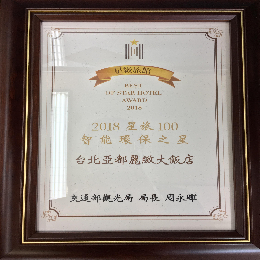 星旅旅館
BEST
OF STAR HOTEL
AWARD
2018
2018 星旅100
智能環保之星
台北亞都麗緻大飯店
交通部觀光局 局長 周永暉